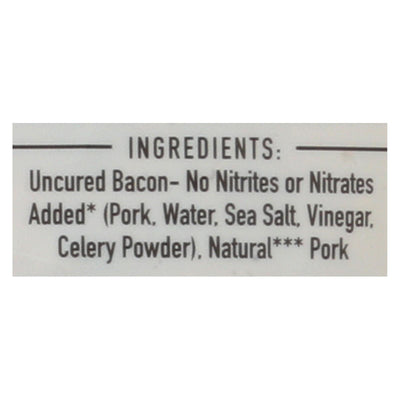 INGREDIENTS:
Uncured Bacon– No Nitrites or Nitrates
Added* (Pork, Water, Sea Salt, Vinegar,
Celery Powder), Natural*** Pork